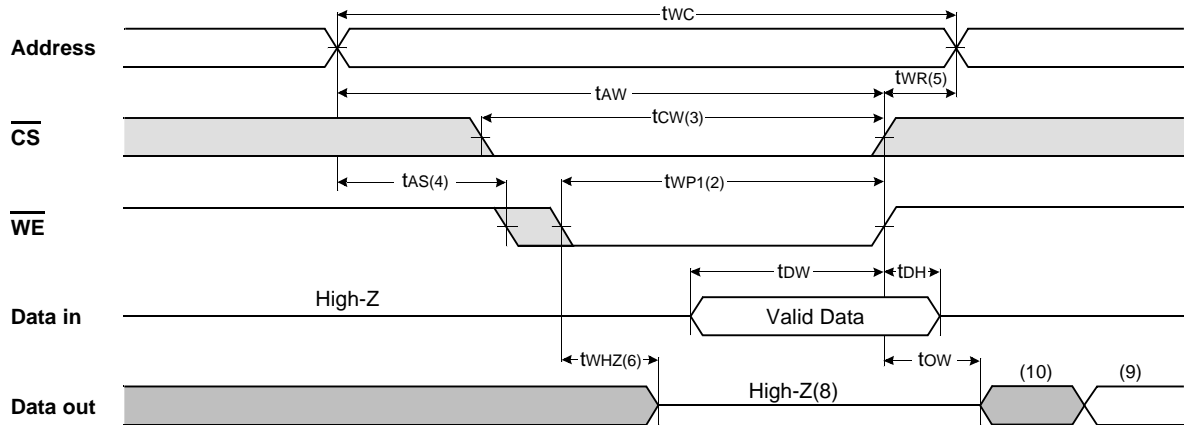 tWC
Address
tWR(5)
tAW
tCW(3)
CS
tAS(4)
tWP1(2)
WE
tDW
tDH
High-Z
Data in
Valid Data
tWHZ(6)
tOW
(10)
(9)
High-Z(8)
Data out